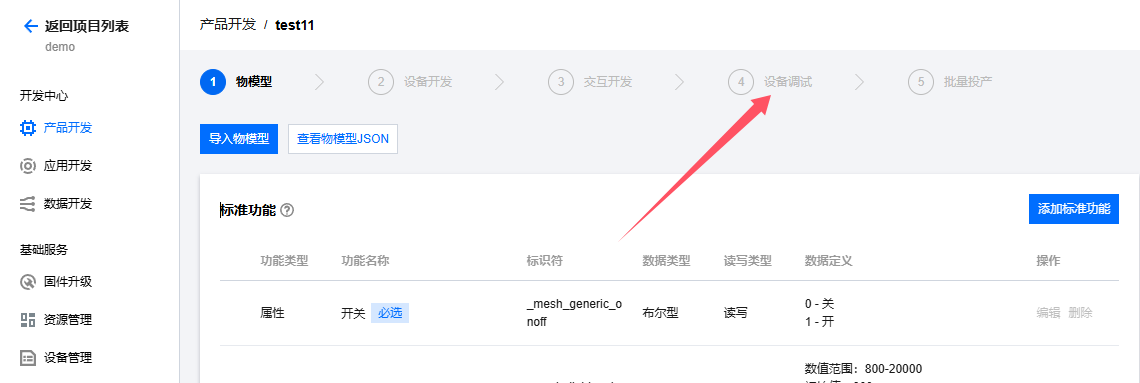 返回项目列表
demo
开发中心
产品开发
应用开发
数据开发
基础服务
固件升级
资源管理
设备管理
产品开发 / test11
1 物模型 2 设备开发 3 交互开发 4 设备调试 5 批量投产
导入物模型 查看物模型JSON
标准功能 ? 添加标准功能
功能类型 功能名称 标识符 数据类型 读写类型 数据定义 操作
属性 开关 必选 _mesh_generic_o
noff 布尔型 读写 0 - 关
1 - 开 编辑 删除
数值范围：800-20000